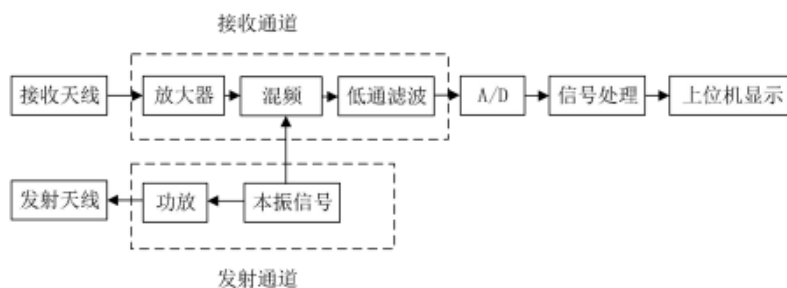 接收通道
接收天线 放大器 混频 低通滤波 A/D 信号处理 上位机显示
发射天线 功放 本振信号
发射通道